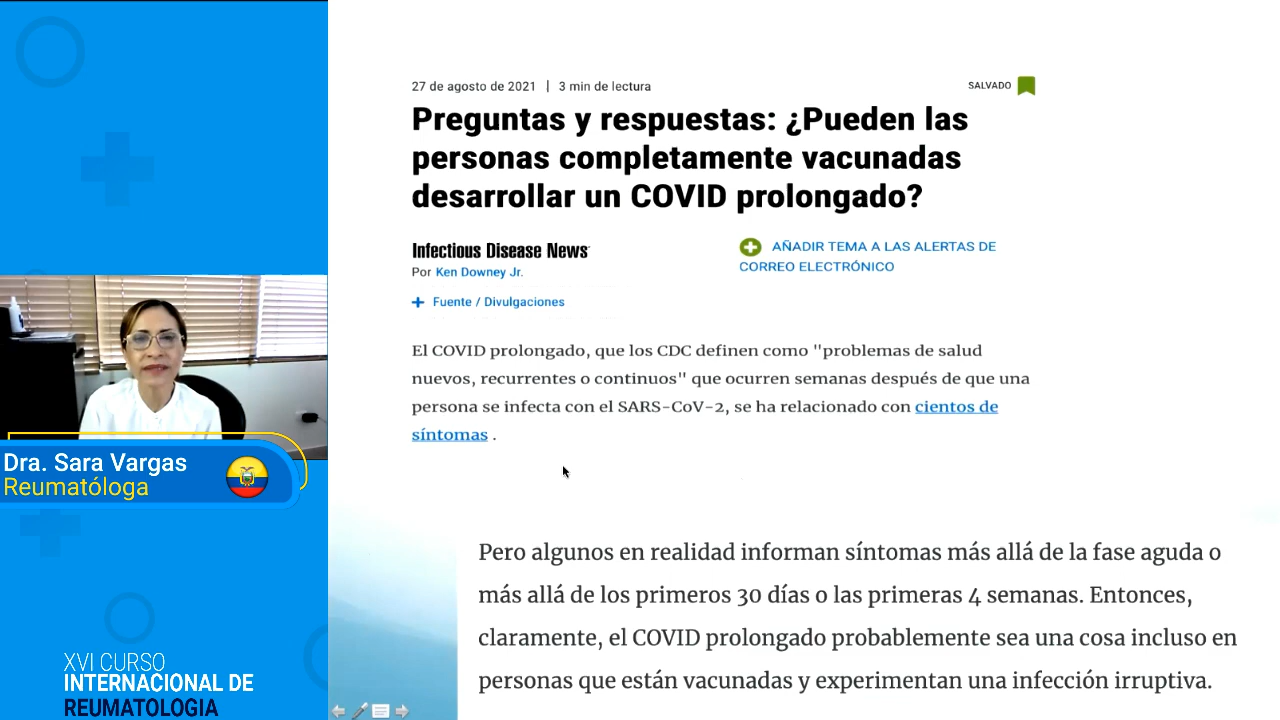 27 de agosto de 2021 | 3 min de lectura
SALVADO
Preguntas y respuestas: ¿Pueden las
personas completamente vacunadas
desarrollar un COVID prolongado?
Infectious Disease News
Por Ken Downey Jr.
+ Fuente / Divulgaciones
AÑADIR TEMA A LAS ALERTAS DE
CORREO ELECTRÓNICO
El COVID prolongado, que los CDC definen como "problemas de salud
nuevos, recurrentes o continuos" que ocurren semanas después de que una
persona se infecta con el SARS-CoV-2, se ha relacionado con cientos de
síntomas .
Pero algunos en realidad informan síntomas más allá de la fase aguda o
más allá de los primeros 30 días o las primeras 4 semanas. Entonces,
claramente, el COVID prolongado probablemente sea una cosa incluso en
personas que están vacunadas y experimentan una infección irruptiva.
Dra. Sara Vargas
Reumatóloga
XVI CURSO
INTERNACIONAL DE
REUMATOLOGIA